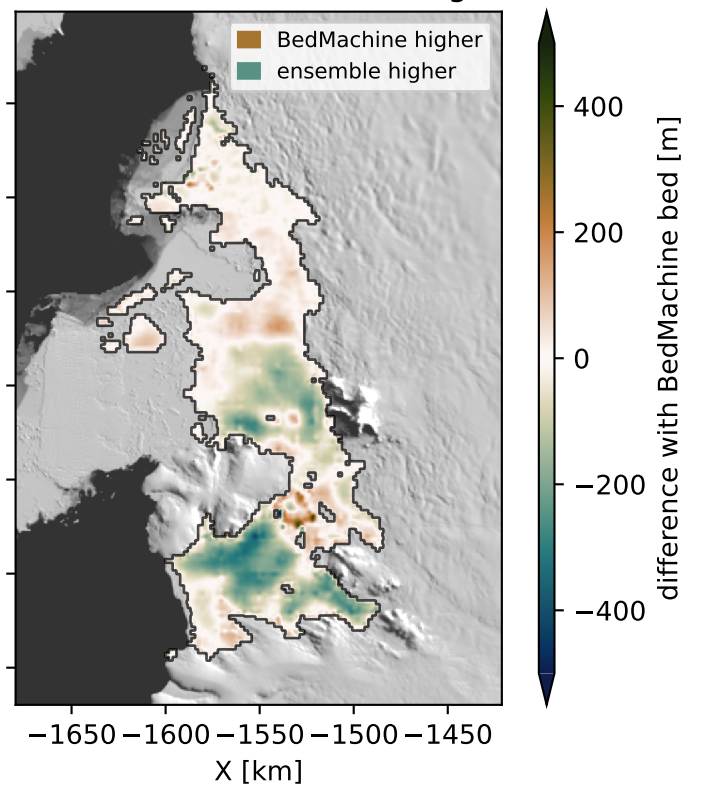 BedMachine higher
ensemble higher
400
200
0
−200
−400
difference with BedMachine bed [m]
−1650 −1600 −1550 −1500 −1450
X [km]